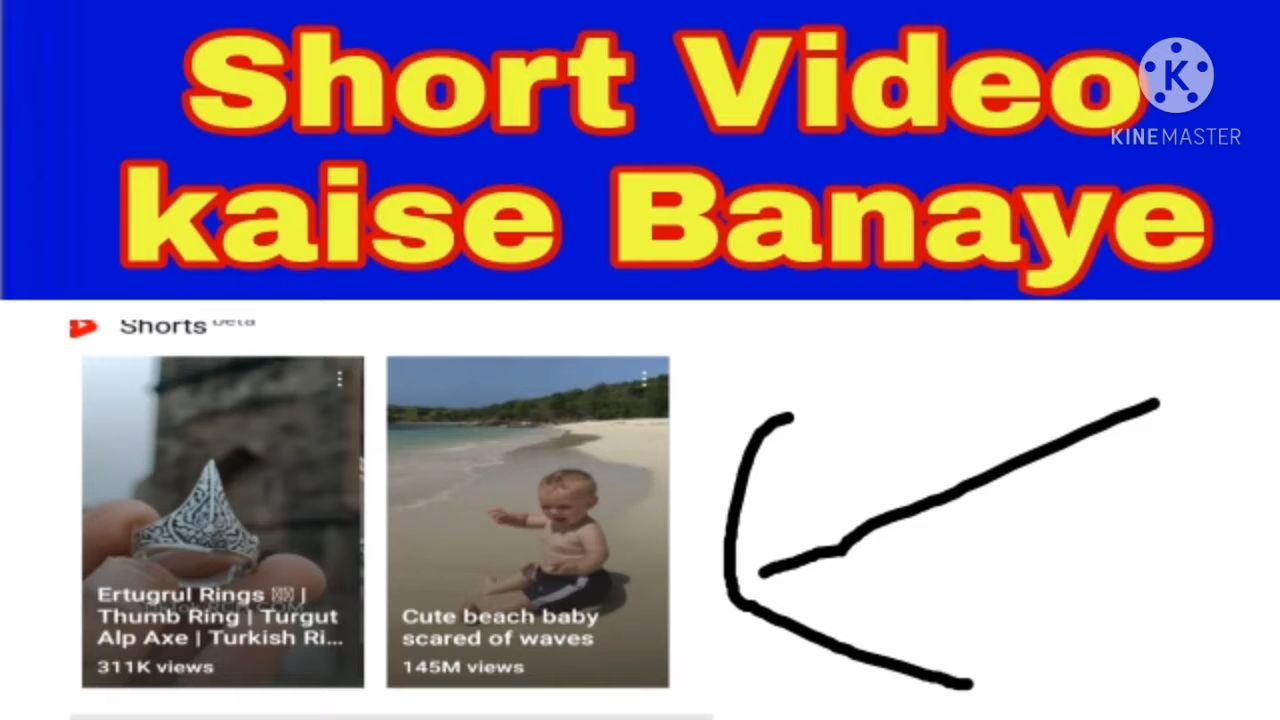 Short Video
kaise Banaye
KINEMASTER
Shorts beta
Ertugrul Rings |
Thumb Ring | Turgut
Alp Axe | Turkish Ri...
311K views
Cute beach baby
scared of waves
145M views